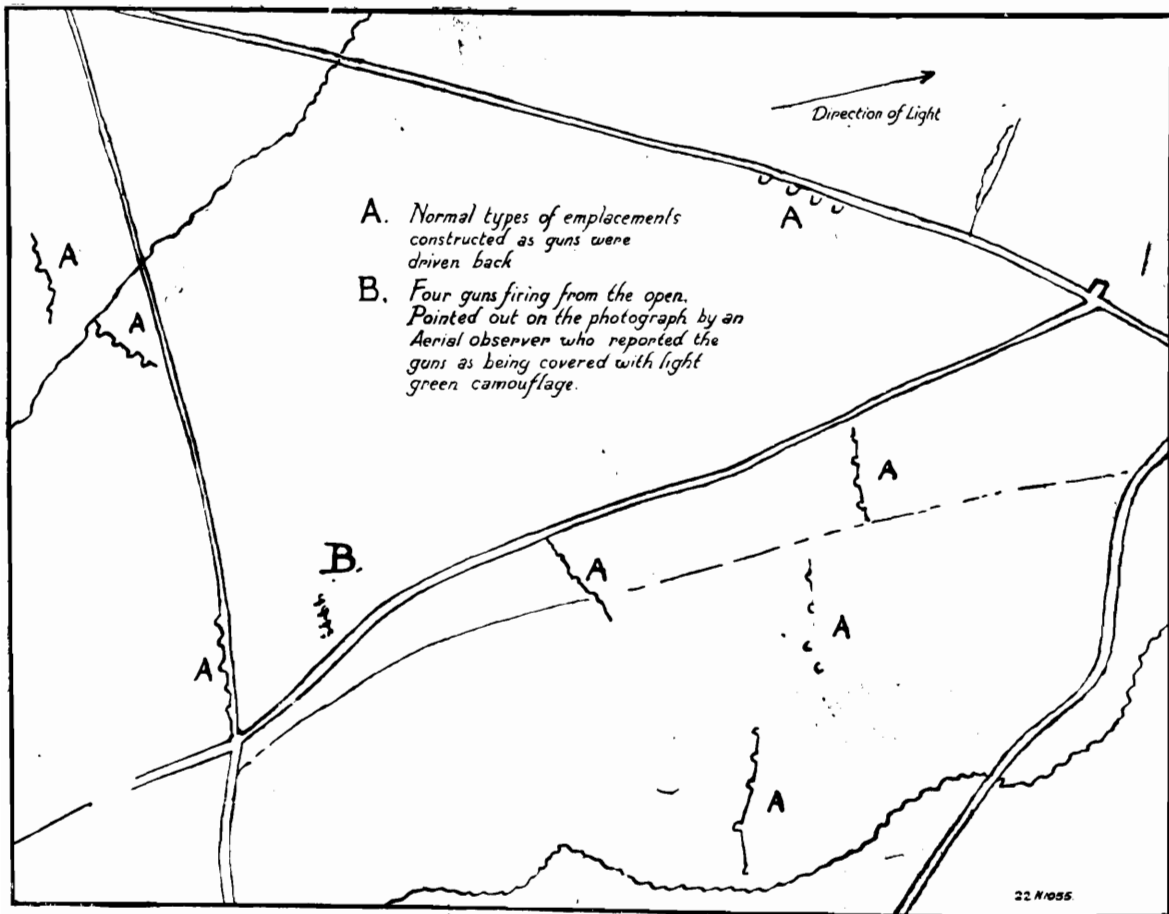 Direction of Light
A. Normal types of emplacements
constructed as guns were
driven back
B. Four guns firing from the open.
Pointed out on the photograph by an
Aerial observer who reported the
guns as being covered with light
green camouflage.
A
A
A
A
A
B.
A
A
A
22 N1055.